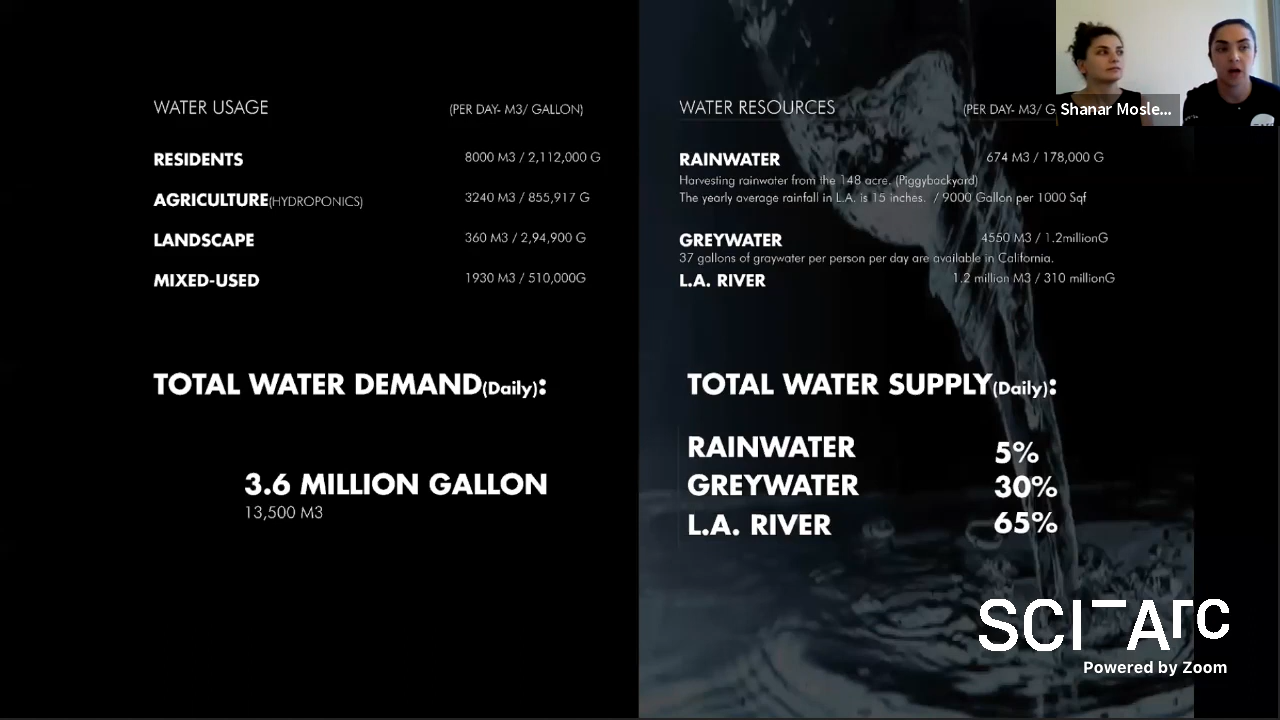 WATER USAGE (PER DAY- M3/ GALLON)
RESIDENTS 8000 M3 / 2,112,000 G
AGRICULTURE(HYDROPONICS) 3240 M3 / 855,917 G
LANDSCAPE 360 M3 / 2,94,900 G
MIXED-USED 1930 M3 / 510,000G
TOTAL WATER DEMAND(Daily):
3.6 MILLION GALLON
13,500 M3
WATER RESOURCES (PER DAY- M3/ G
RAINWATER 674 M3 / 178,000 G
Harvesting rainwater from the 148 acre. (Piggybackyard)
The yearly average rainfall in L.A. is 15 inches. / 9000 Gallon per 1000 Sqf
GREYWATER 4550 M3 / 1.2millionG
37 gallons of graywater per person per day are available in California.
L.A. RIVER 1.2 million M3 / 310 millionG
TOTAL WATER SUPPLY(Daily):
RAINWATER 5%
GREYWATER 30%
L.A. RIVER 65%
Shanar Mosle...
SCI-Arc
Powered by Zoom